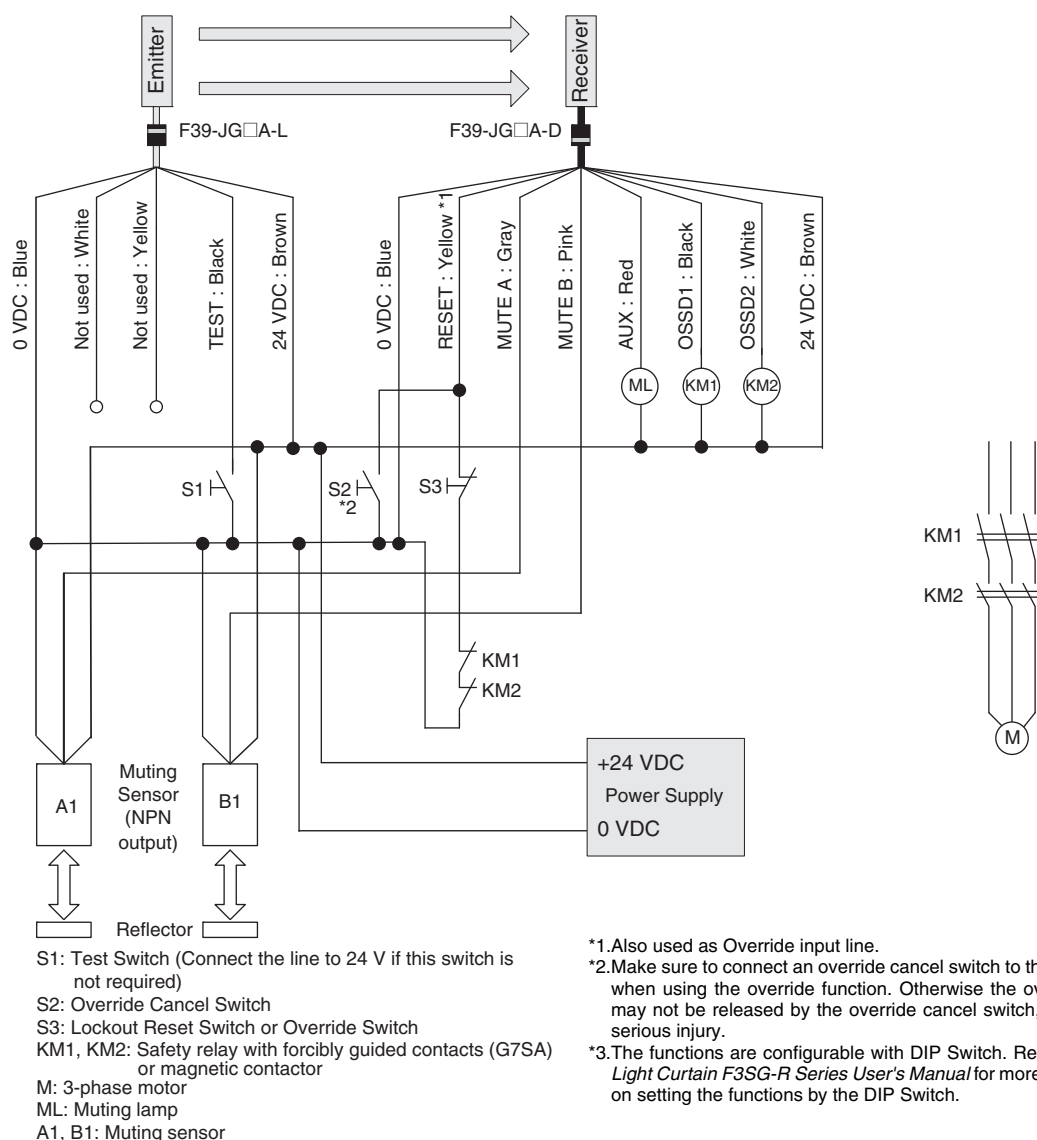 Emitter
Receiver
F39-JG□A-L
F39-JG□A-D
0 VDC : Blue
Not used : White
Not used : Yellow
TEST : Black
24 VDC : Brown
0 VDC : Blue
RESET : Yellow *1
MUTE A : Gray
MUTE B : Pink
AUX : Red
OSSD1 : Black
OSSD2 : White
24 VDC : Brown
ML
KM1
KM2
S1
S2
*2
S3
KM1
KM2
KM1
KM2
M
+24 VDC
Power Supply
0 VDC
A1
Muting
Sensor
(NPN
output)
B1
Reflector
S1: Test Switch (Connect the line to 24 V if this switch is
not required)
S2: Override Cancel Switch
S3: Lockout Reset Switch or Override Switch
KM1, KM2: Safety relay with forcibly guided contacts (G7SA)
or magnetic contactor
M: 3-phase motor
ML: Muting lamp
A1, B1: Muting sensor
*1.Also used as Override input line.
*2.Make sure to connect an override cancel switch to
when using the override function. Otherwise the
may not be released by the override cancel switch,
serious injury.
*3.The functions are configurable with DIP Switch.
Light Curtain F3SG-R Series User's Manual for more
on setting the functions by the DIP Switch.